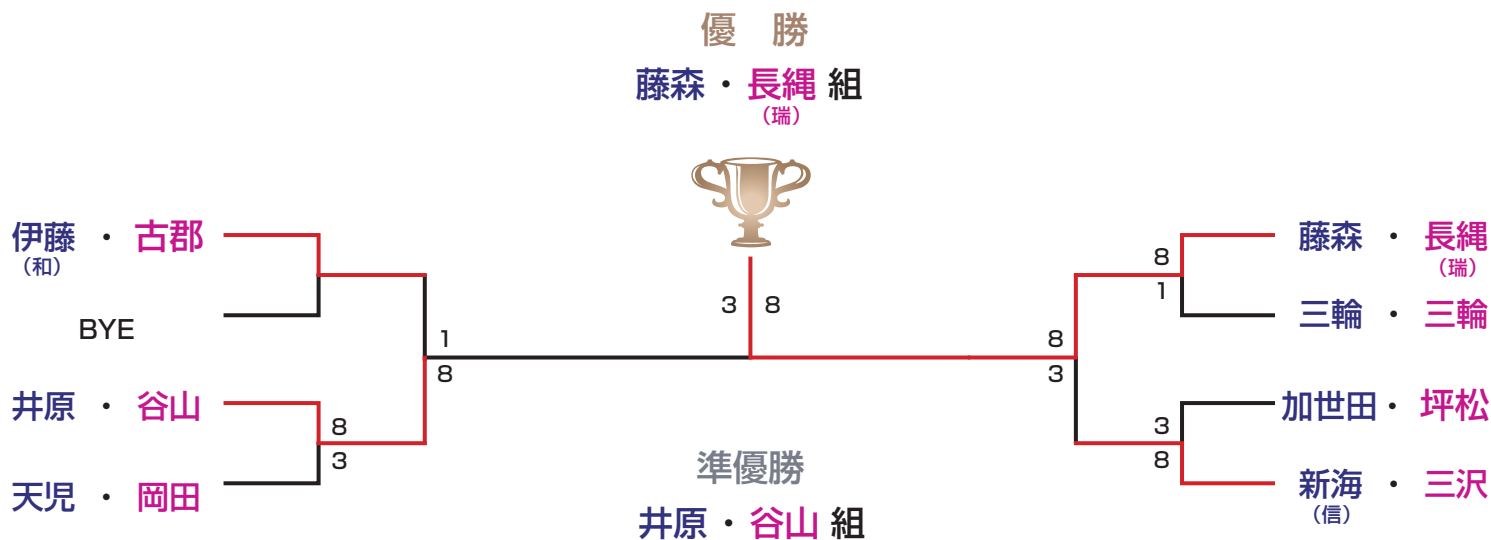 優 勝
藤森 ・ 長縄 組
(瑞)
伊藤 ・ 古郡
(和)
BYE
井原 ・ 谷山
天児 ・ 岡田
8
3
1
8
3 8
8
3
8
1
3
8
藤森 ・ 長縄
(瑞)
三輪 ・ 三輪
加世田・ 坪松
新海 ・ 三沢
(信)
準優勝
井原 ・ 谷山 組